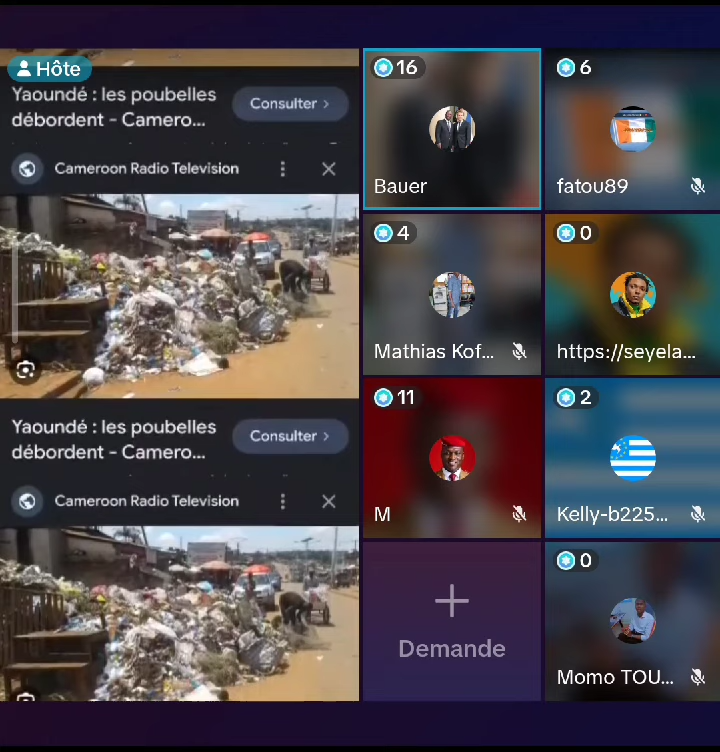 Hôte
Yaoundé : les poubelles
débordent - Camero...
Consulter >
Cameroon Radio Television
Yaoundé : les poubelles
débordent - Camero...
Consulter >
Cameroon Radio Television
16
Bauer
6
fatou89
4
Mathias Kof...
0
https://seyela...
11
M
2
Kelly-b225...
Demande
0
Momo TOU...